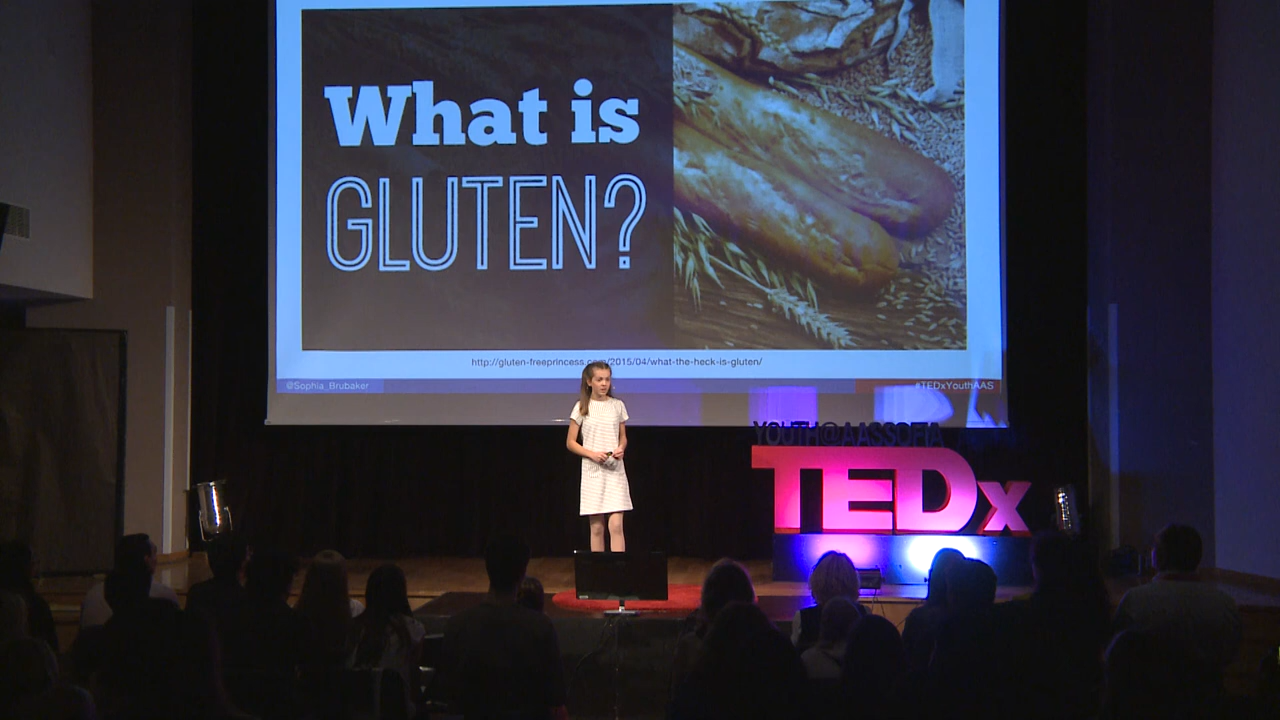 What is
GLUTEN?
http://gluten-freeprincess.com/2015/04/what-the-heck-is-gluten/
@Sophia_Brubaker
#TEDxYouthAAS
YOUTH@AASSOFIA
TEDx